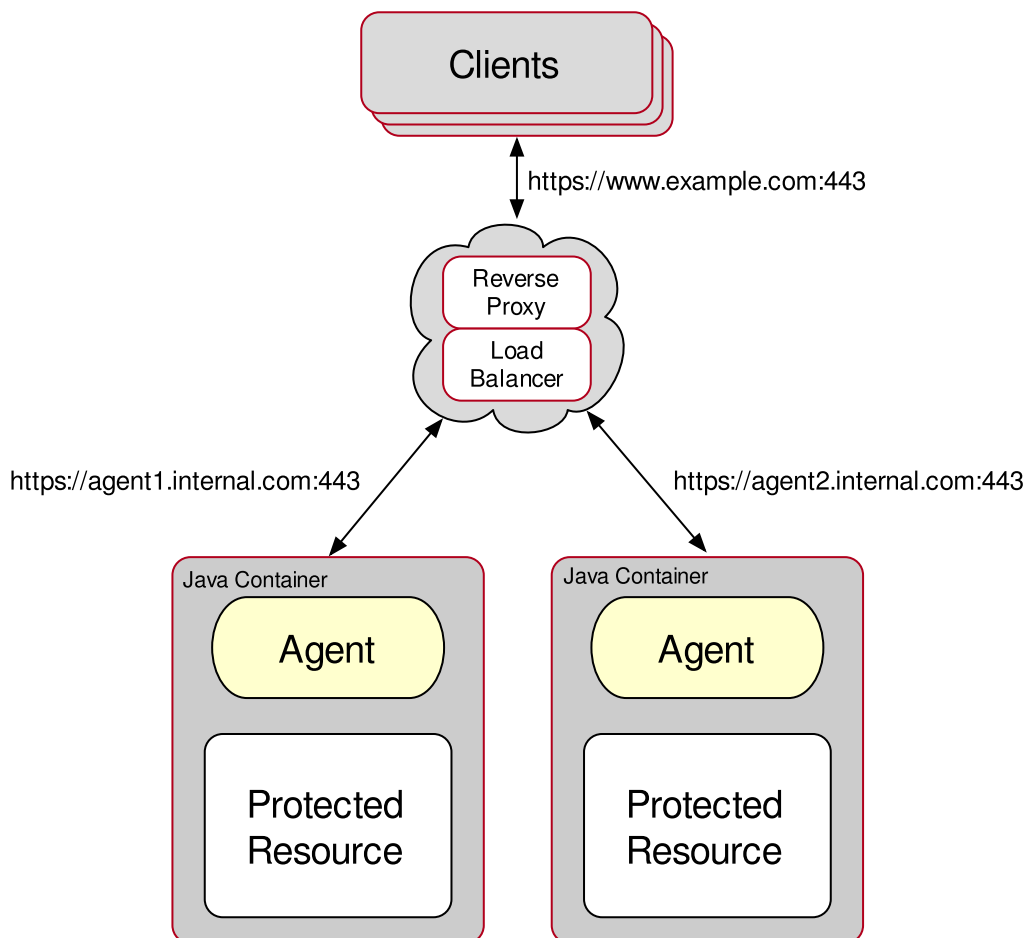 Clients
https://www.example.com:443
Reverse
Proxy
Load
Balancer
https://agent1.internal.com:443
https://agent2.internal.com:443
Java Container
Agent
Protected
Resource
Java Container
Agent
Protected
Resource